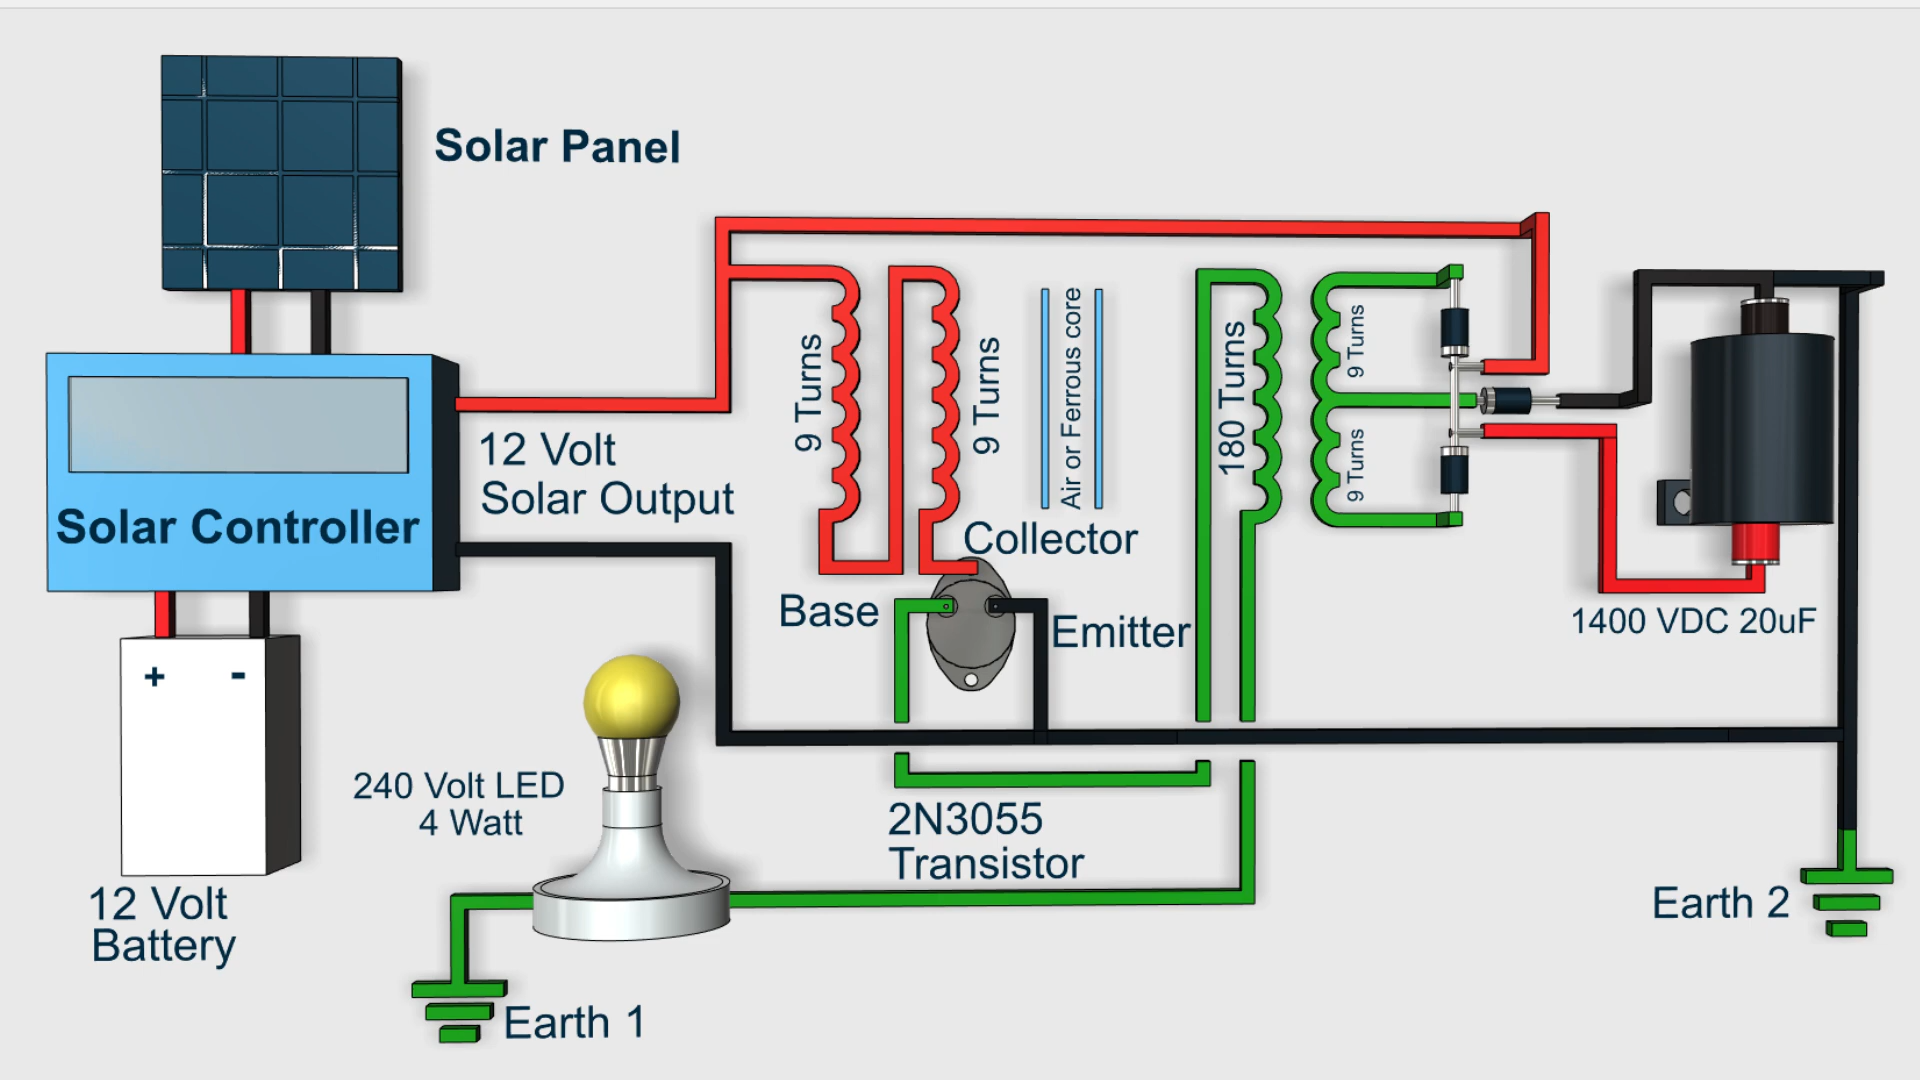 Solar Panel
Solar Controller
12 Volt
Solar Output
+ -
12 Volt
Battery
240 Volt LED
4 Watt
Earth 1
9 Turns
9 Turns
Air or Ferrous core
Collector
Base
Emitter
2N3055
Transistor
180 Turns
9 Turns
9 Turns
1400 VDC 20uF
Earth 2